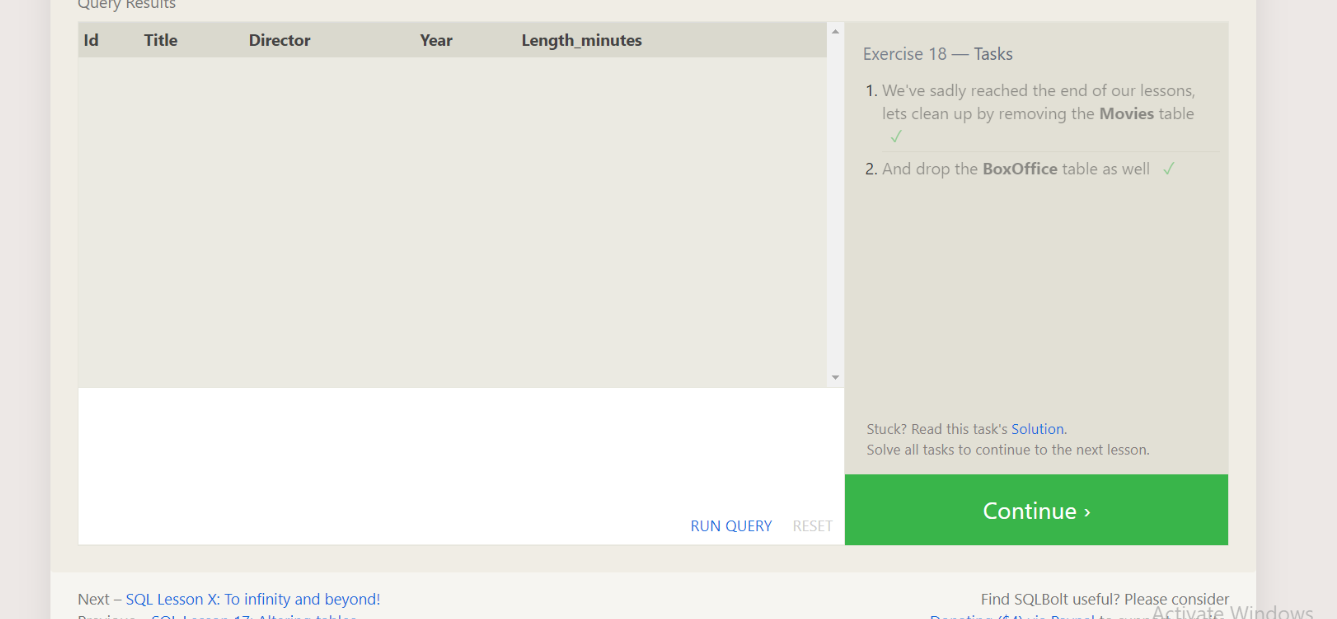 Query Results
Id Title Director Year Length_minutes
Exercise 18 — Tasks
1. We've sadly reached the end of our lessons,
lets clean up by removing the Movies table
✓
2. And drop the BoxOffice table as well ✓
Stuck? Read this task's Solution.
Solve all tasks to continue to the next lesson.
RUN QUERY RESET
Continue ›
Next – SQL Lesson X: To infinity and beyond!
Previous – SQL Lesson 17: Altering tables
Find SQLBolt useful? Please consider
Donating ($4) via Paypal to support our site.
Activate Windows